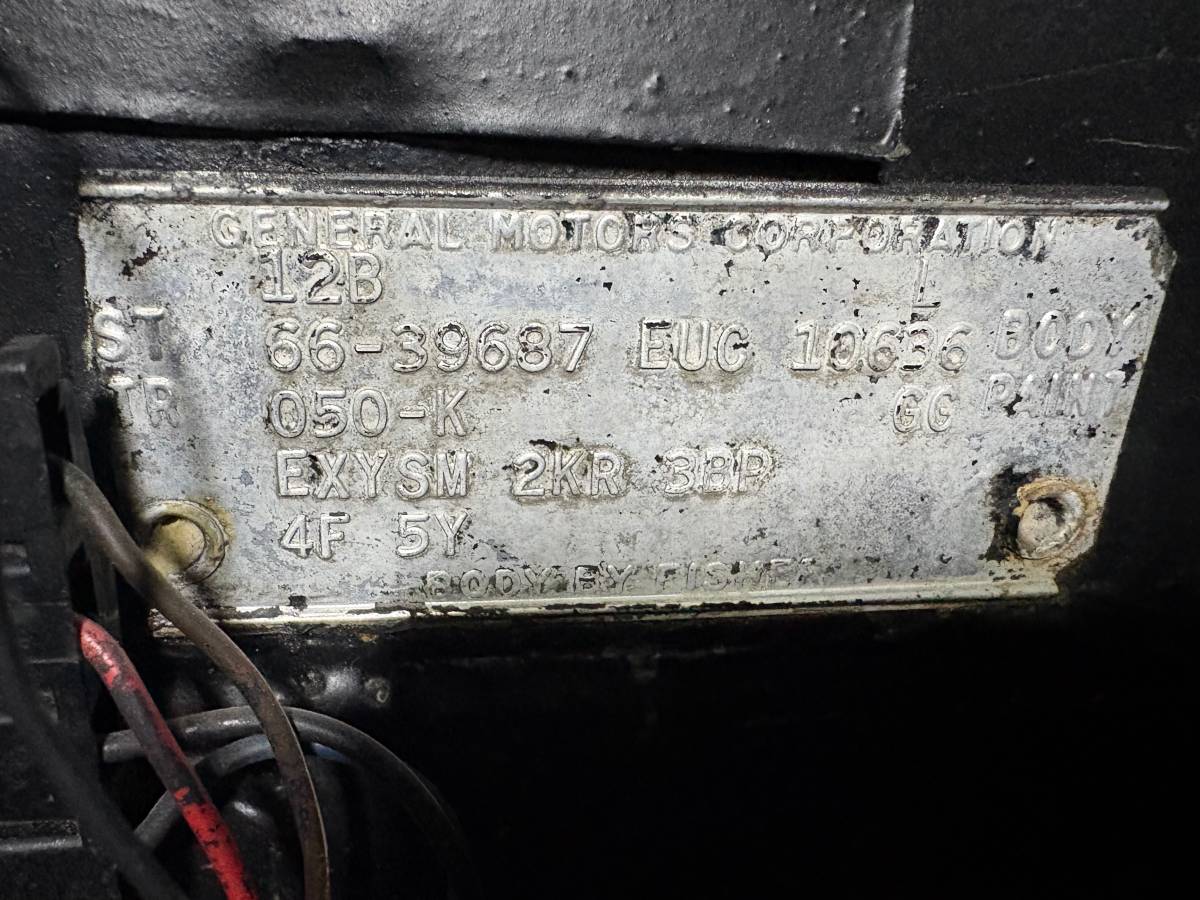 GENERAL MOTORS CORPORATION
12B L
ST 66-39687 EUC 10636 BODY
TR 050-K GG PAINT
EXYSM 2KR 3BP
4F 5Y
BODY BY FISHER